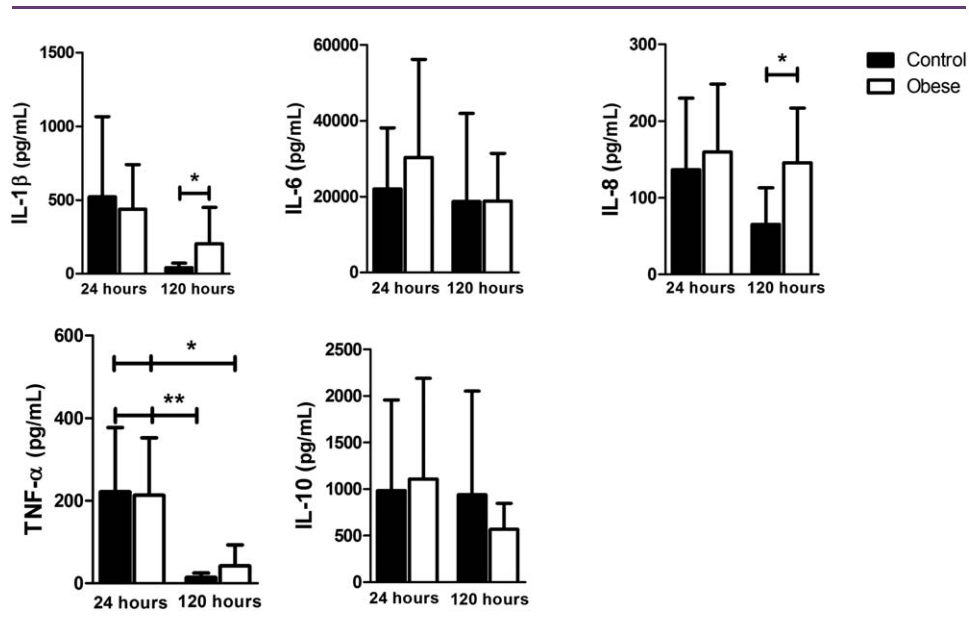 1500
1000
500
0
IL-1β (pg/mL)
*
24 hours 120 hours
60000
40000
20000
0
IL-6 (pg/mL)
24 hours 120 hours
300
200
100
0
IL-8 (pg/mL)
*
24 hours 120 hours
Control
Obese
600
400
200
0
TNF-α (pg/mL)
*
**
24 hours 120 hours
2500
2000
1500
1000
500
0
IL-10 (pg/mL)
24 hours 120 hours